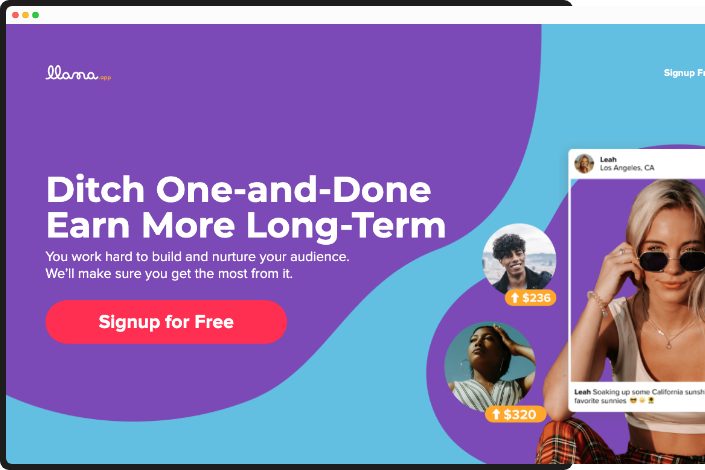 llama.app
Signup Fr
Leah
Los Angeles, CA
Ditch One-and-Done
Earn More Long-Term
You work hard to build and nurture your audience.
We'll make sure you get the most from it.
$236
Signup for Free
Leah Soaking up some California sunsh
favorite sunnies 😎😄🌻
$320